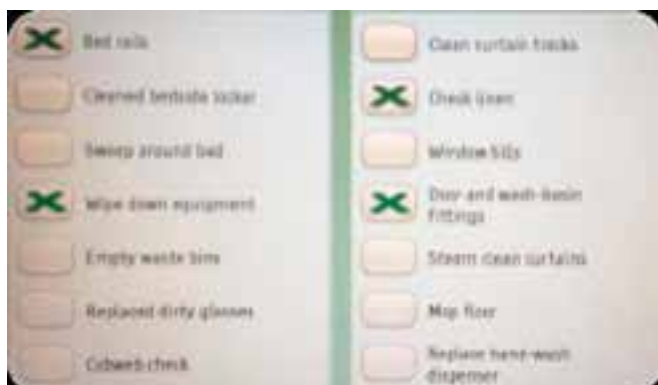 Bed rails
Cleaned bedside locker
Sweep around bed
Wipe down equipment
Empty waste bins
Replaced dirty glasses
Cobweb check
Clean curtain tracks
Check linen
Window Sills
Door and wash-basin
fittings
Steam clean curtains
Mop floor
Replace hand-wash
dispenser